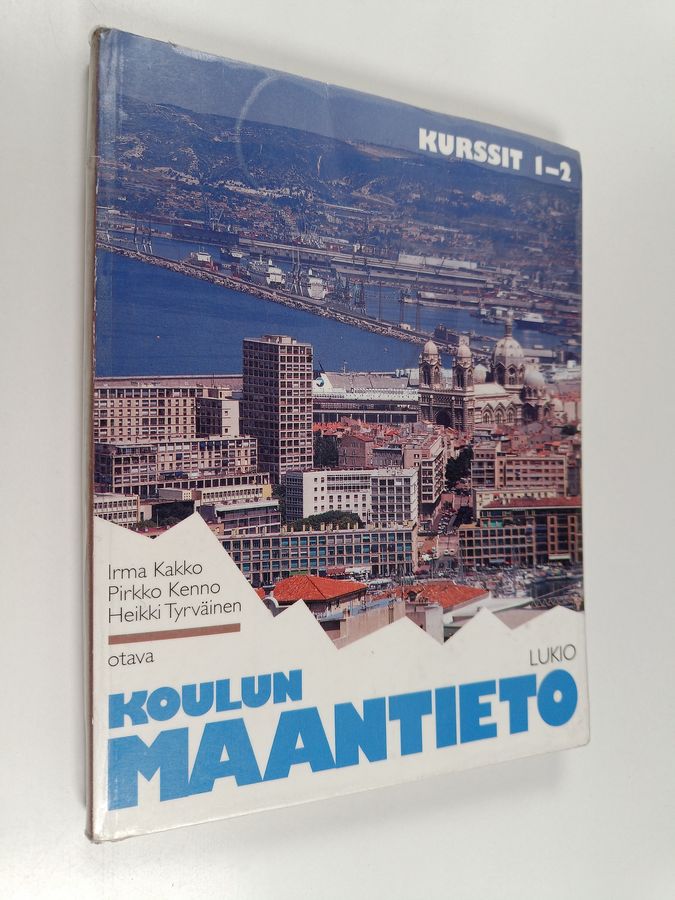 KURSSIT 1–2
Irma Kakko
Pirkko Kenno
Heikki Tyrväinen
otava
LUKIO
KOULUN
MAANTIETO